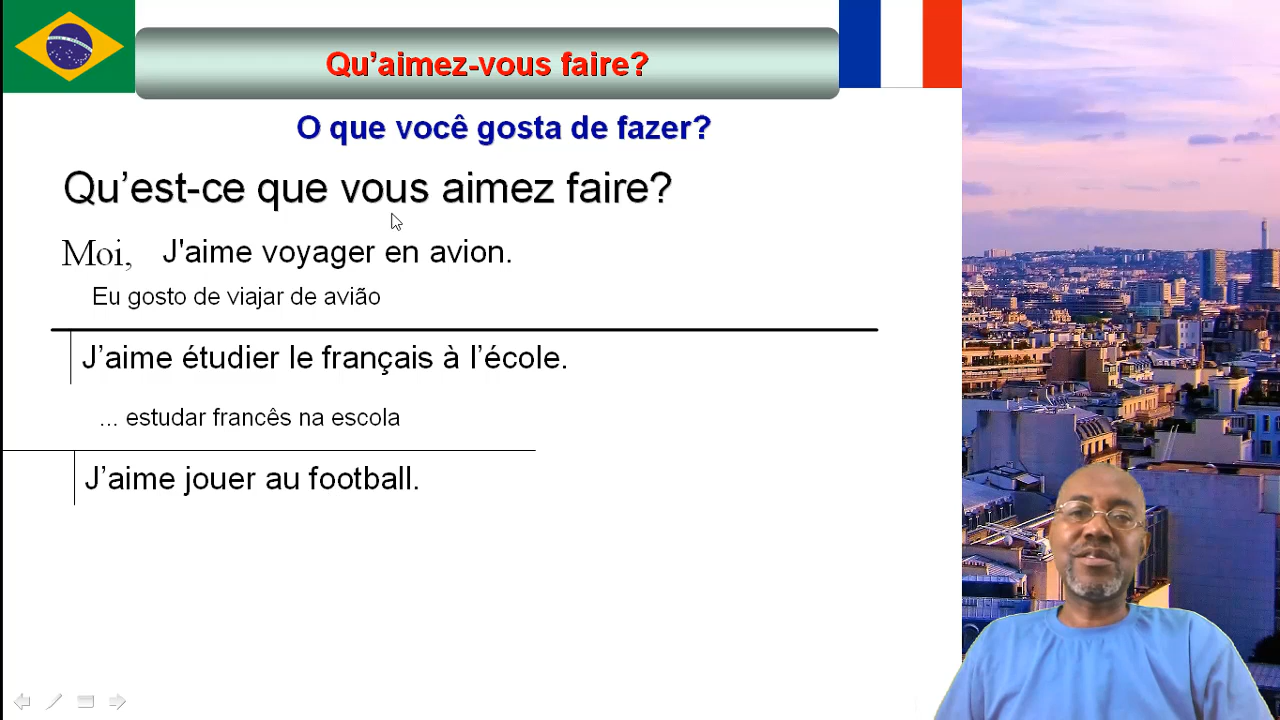 Qu’aimez-vous faire?
O que você gosta de fazer?
Qu’est-ce que vous aimez faire?
Moi, J'aime voyager en avion.
Eu gosto de viajar de avião
J’aime étudier le français à l’école.
... estudar francês na escola
J’aime jouer au football.